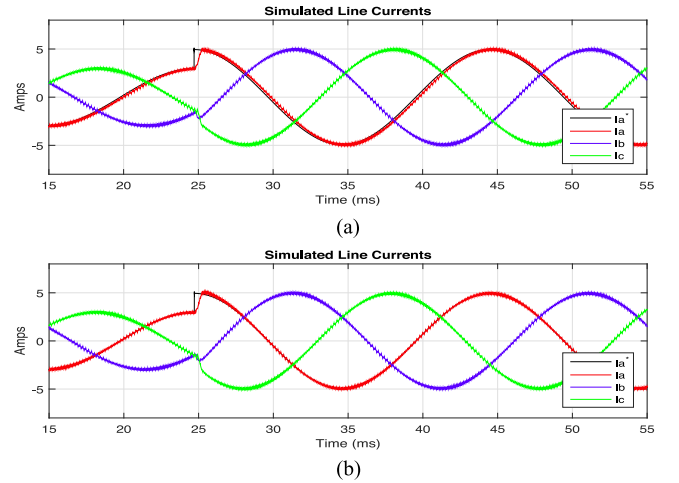 Simulated Line Currents
Amps
5
0
-5
Ia*
Ia
Ib
Ic
15 20 25 30 35 40 45 50 55
Time (ms)
(a)
Simulated Line Currents
Amps
5
0
-5
Ia*
Ia
Ib
Ic
15 20 25 30 35 40 45 50 55
Time (ms)
(b)